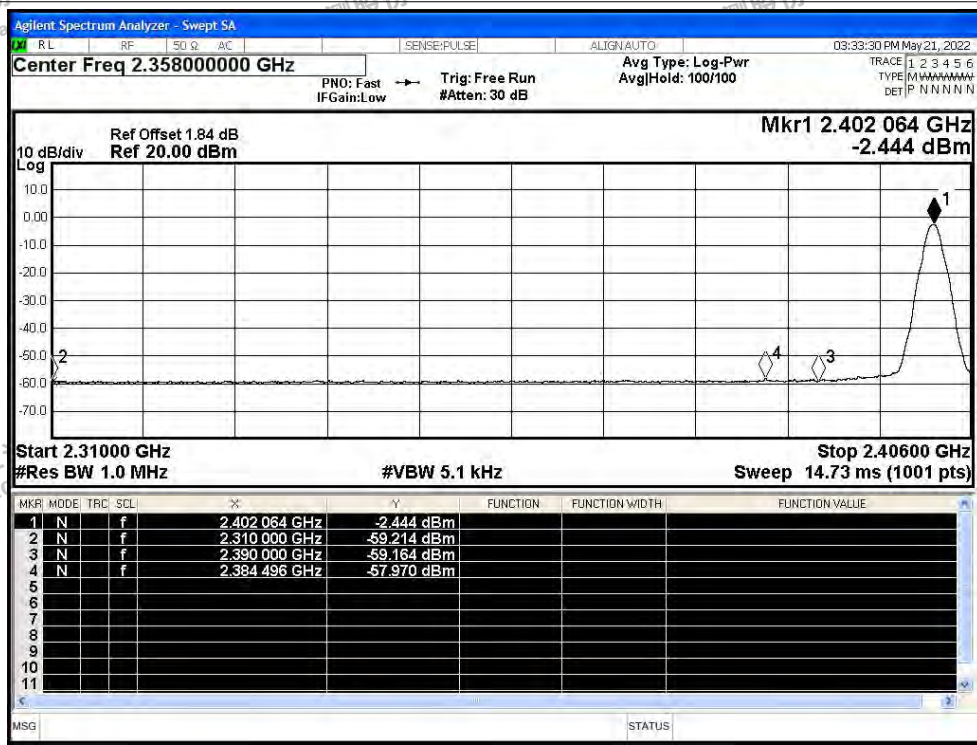 Agilent Spectrum Analyzer - Swept SA
RL RF 50 Ω AC SENSE:PULSE ALIGNAUTO 03:33:30 PM May 21, 2022
Center Freq 2.358000000 GHz
PNO: Fast
IFGain:Low
Trig: Free Run
#Atten: 30 dB
Avg Type: Log-Pwr
Avg|Hold: 100/100
TRACE 1 2 3 4 5 6
TYPE MWWWWW
DET P N N N N N
Ref Offset 1.84 dB
10 dB/div Ref 20.00 dBm
Log
Mkr1 2.402 064 GHz
-2.444 dBm
10.0
0.00
-10.0
-20.0
-30.0
-40.0
-50.0
-60.0
-70.0
1
2
4
3
Start 2.31000 GHz
Stop 2.40600 GHz
#Res BW 1.0 MHz
#VBW 5.1 kHz
Sweep 14.73 ms (1001 pts)
MKR MODE TRC SCL X Y FUNCTION FUNCTION WIDTH FUNCTION VALUE
1 N f 2.402 064 GHz -2.444 dBm
2 N f 2.310 000 GHz -59.214 dBm
3 N f 2.390 000 GHz -59.164 dBm
4 N f 2.384 496 GHz -57.970 dBm
5
6
7
8
9
10
11
MSG STATUS